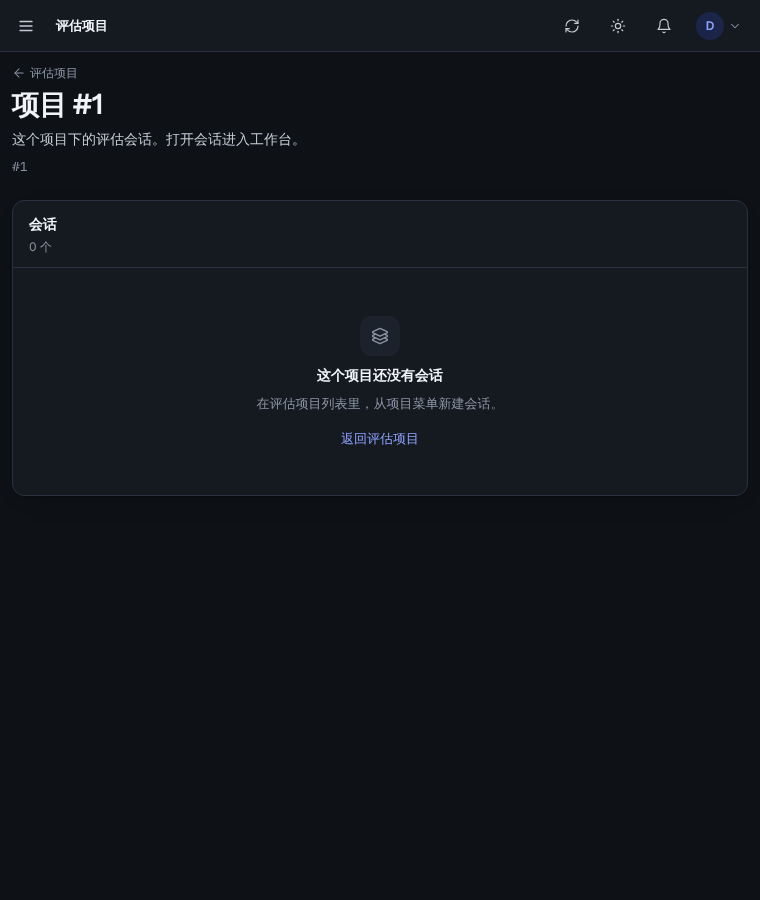 评估项目
D
评估项目
项目 #1
这个项目下的评估会话。打开会话进入工作台。
#1
会话
0 个
这个项目还没有会话
在评估项目列表里，从项目菜单新建会话。
返回评估项目